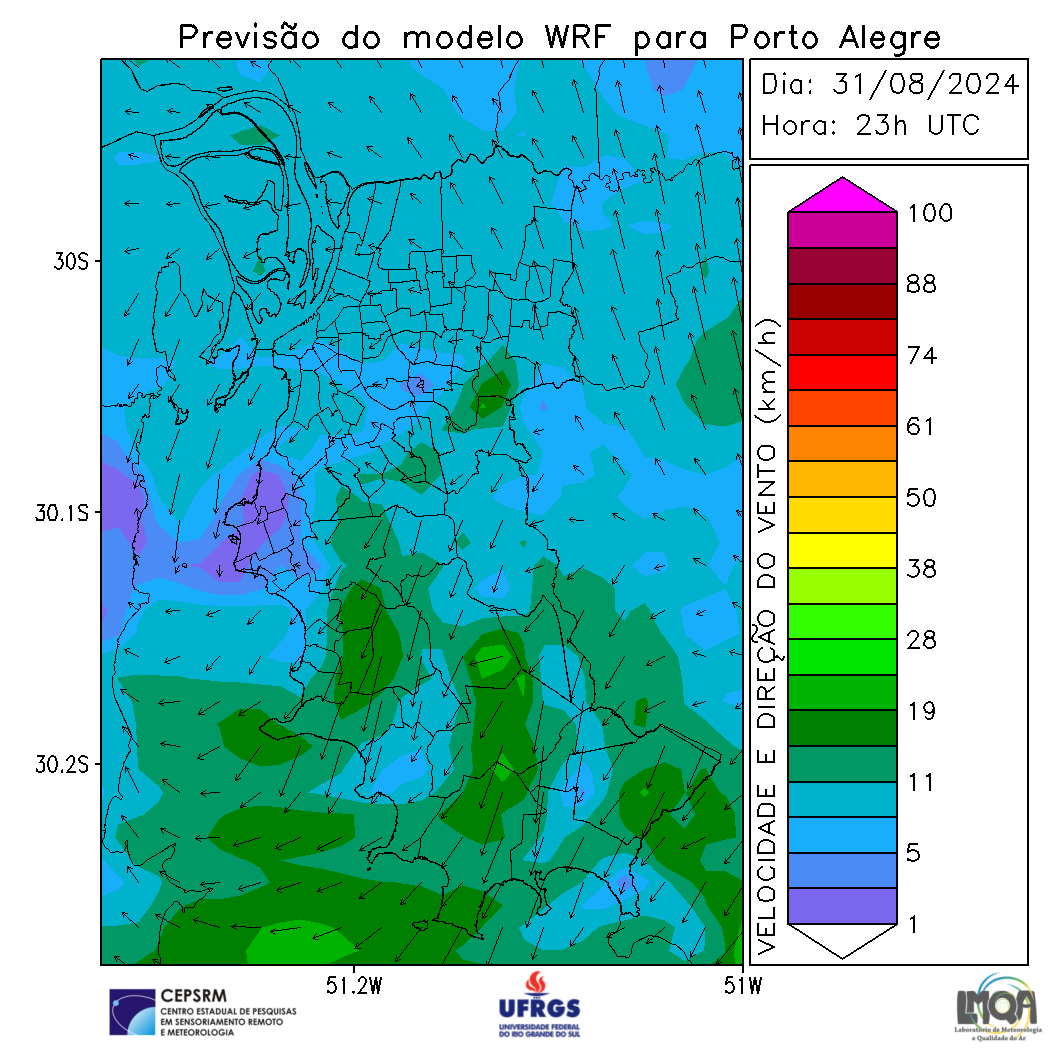 Previsão do modelo WRF para Porto Alegre
Dia: 31/08/2024
Hora: 23h UTC
30S
30.1S
30.2S
51.2W
51W
VELOCIDADE E DIREÇÃO DO VENTO (km/h)
100
88
74
61
50
38
28
19
11
5
1
CEPSRM
CENTRO ESTADUAL DE PESQUISAS
EM SENSORIAMENTO REMOTO
E METEOROLOGIA
UFRGS
UNIVERSIDADE FEDERAL
DO RIO GRANDE DO SUL
LMQA
Laboratório de Meteorologia
e Qualidade do Ar